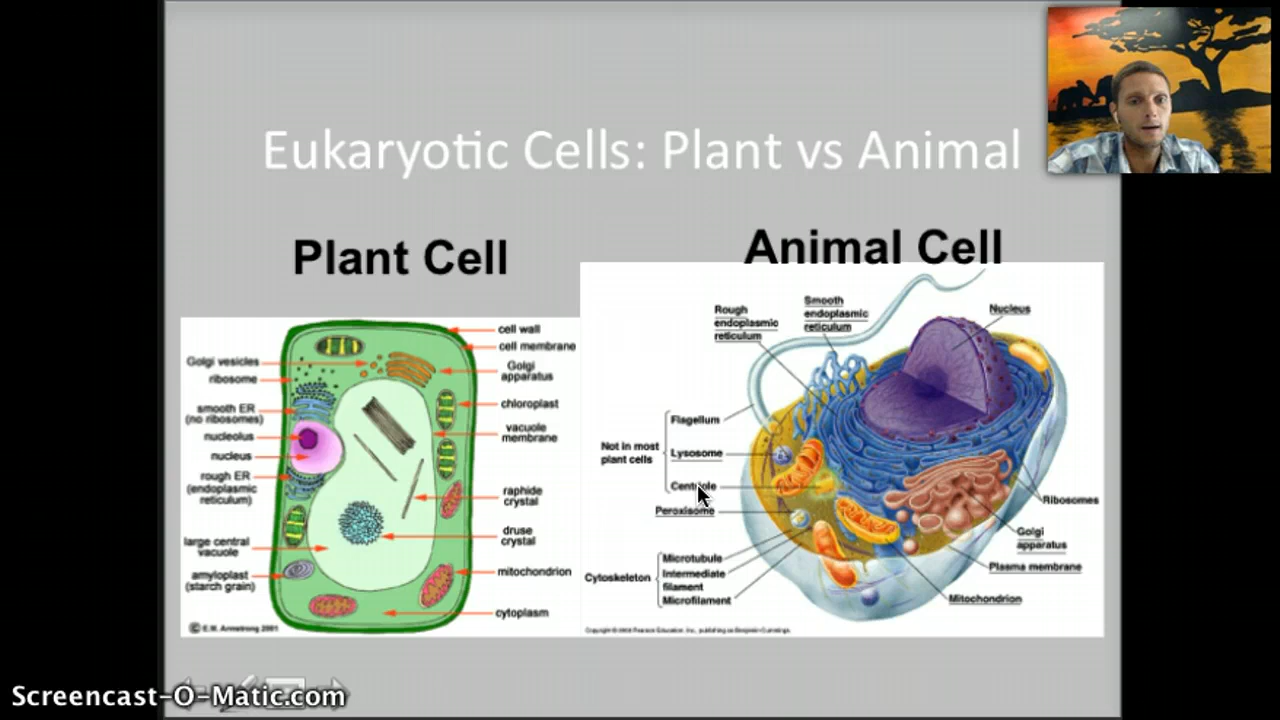 Eukaryotic Cells: Plant vs Animal
Plant Cell
Animal Cell
cell wall
cell membrane
Golgi vesicles
Golgi
apparatus
ribosome
chloroplast
smooth ER
(no ribosomes)
vacuole
membrane
nucleolus
nucleus
rough ER
(endoplasmic
reticulum)
raphide
crystal
druse
crystal
large central
vacuole
mitochondrion
amyloplast
(starch grain)
cytoplasm
© E.M. Armstrong 2001
Rough
endoplasmic
reticulum
Smooth
endoplasmic
reticulum
Nucleus
Flagellum
Not in most
plant cells
Lysosome
Centriole
Peroxisome
Ribosomes
Golgi
apparatus
Plasma membrane
Mitochondrion
Cytoskeleton
Microtubule
Intermediate
filament
Microfilament
Pearson Education, Inc., publishing as Benjamin Cummings.
Screencast-O-Matic.com